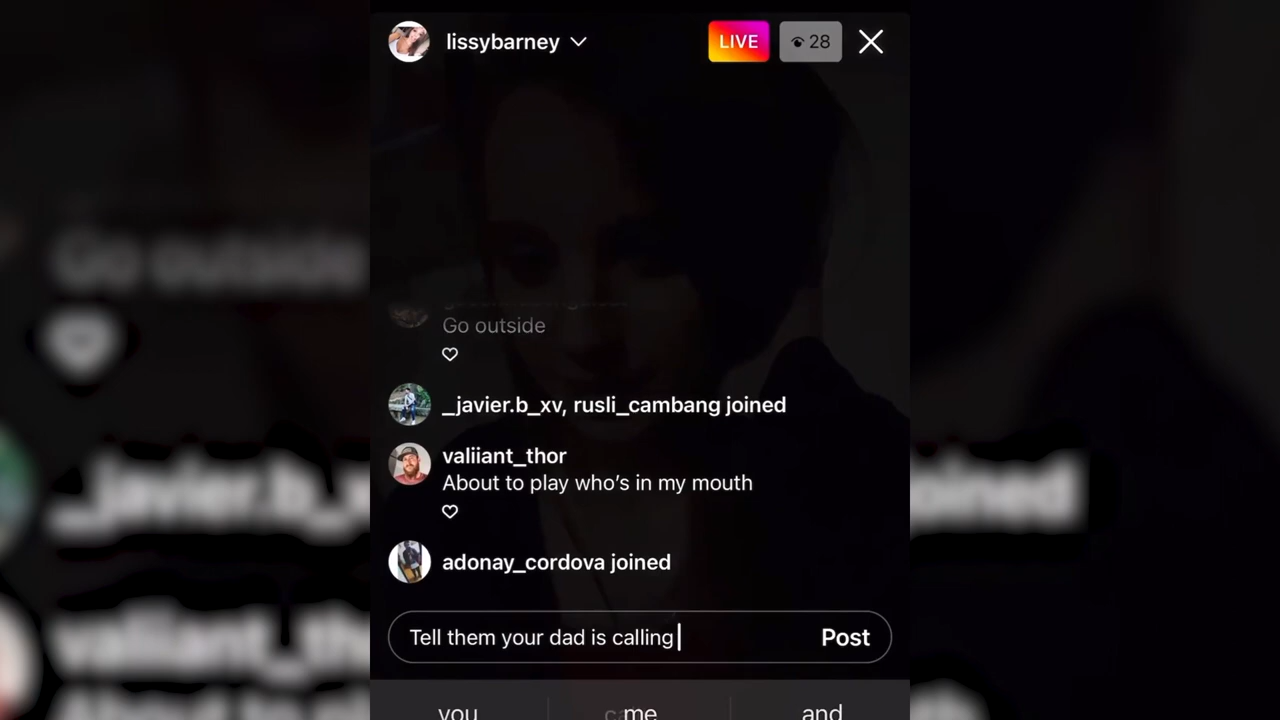 lissybarney
LIVE
28
Go outside
_javier.b_xv, rusli_cambang joined
valiiant_thor
About to play who’s in my mouth
adonay_cordova joined
Tell them your dad is calling
Post
you
me
and